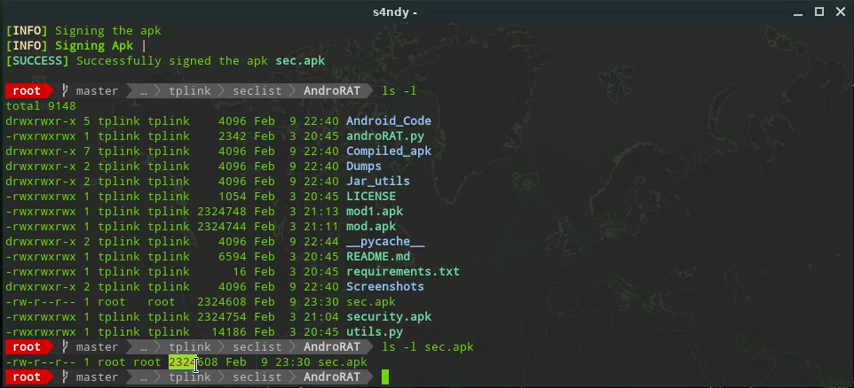 s4ndy -
[INFO] Signing the apk
[INFO] Signing Apk |
[SUCCESS] Successfully signed the apk sec.apk
root master … tplink seclist AndroRAT ls -l
total 9148
drwxrwxr-x 5 tplink tplink 4096 Feb 9 22:40 Android_Code
-rwxrwxrwx 1 tplink tplink 2342 Feb 3 20:45 androRAT.py
drwxrwxr-x 7 tplink tplink 4096 Feb 9 22:40 Compiled_apk
drwxrwxr-x 2 tplink tplink 4096 Feb 9 22:40 Dumps
drwxrwxr-x 2 tplink tplink 4096 Feb 9 22:40 Jar_utils
-rwxrwxrwx 1 tplink tplink 1054 Feb 3 20:45 LICENSE
-rwxrwxrwx 1 tplink tplink 2324748 Feb 3 21:13 mod1.apk
-rwxrwxrwx 1 tplink tplink 2324744 Feb 3 21:11 mod.apk
drwxrwxr-x 2 tplink tplink 4096 Feb 9 22:44 __pycache__
-rwxrwxrwx 1 tplink tplink 6594 Feb 3 20:45 README.md
-rwxrwxrwx 1 tplink tplink 16 Feb 3 20:45 requirements.txt
drwxrwxr-x 2 tplink tplink 4096 Feb 9 22:40 Screenshots
-rw-r--r-- 1 root root 2324608 Feb 9 23:30 sec.apk
-rwxrwxrwx 1 tplink tplink 2324754 Feb 3 21:04 security.apk
-rwxrwxrwx 1 tplink tplink 14186 Feb 3 20:45 utils.py
root master … tplink seclist AndroRAT ls -l sec.apk
-rw-r--r-- 1 root root 2324608 Feb 9 23:30 sec.apk
root master … tplink seclist AndroRAT